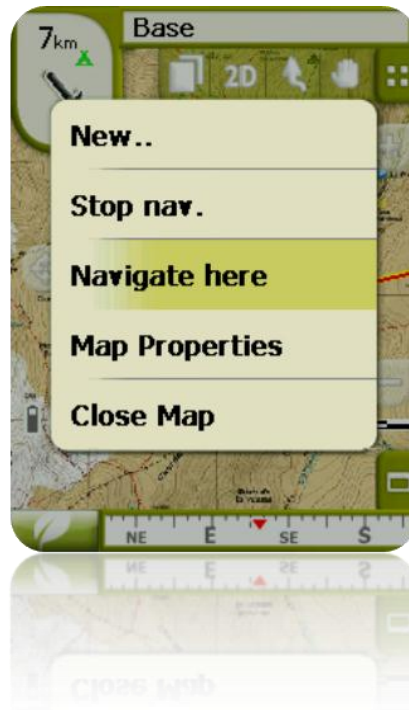 7km
Base
2D
New..
Stop nav.
Navigate here
Map Properties
Close Map
NE E SE S